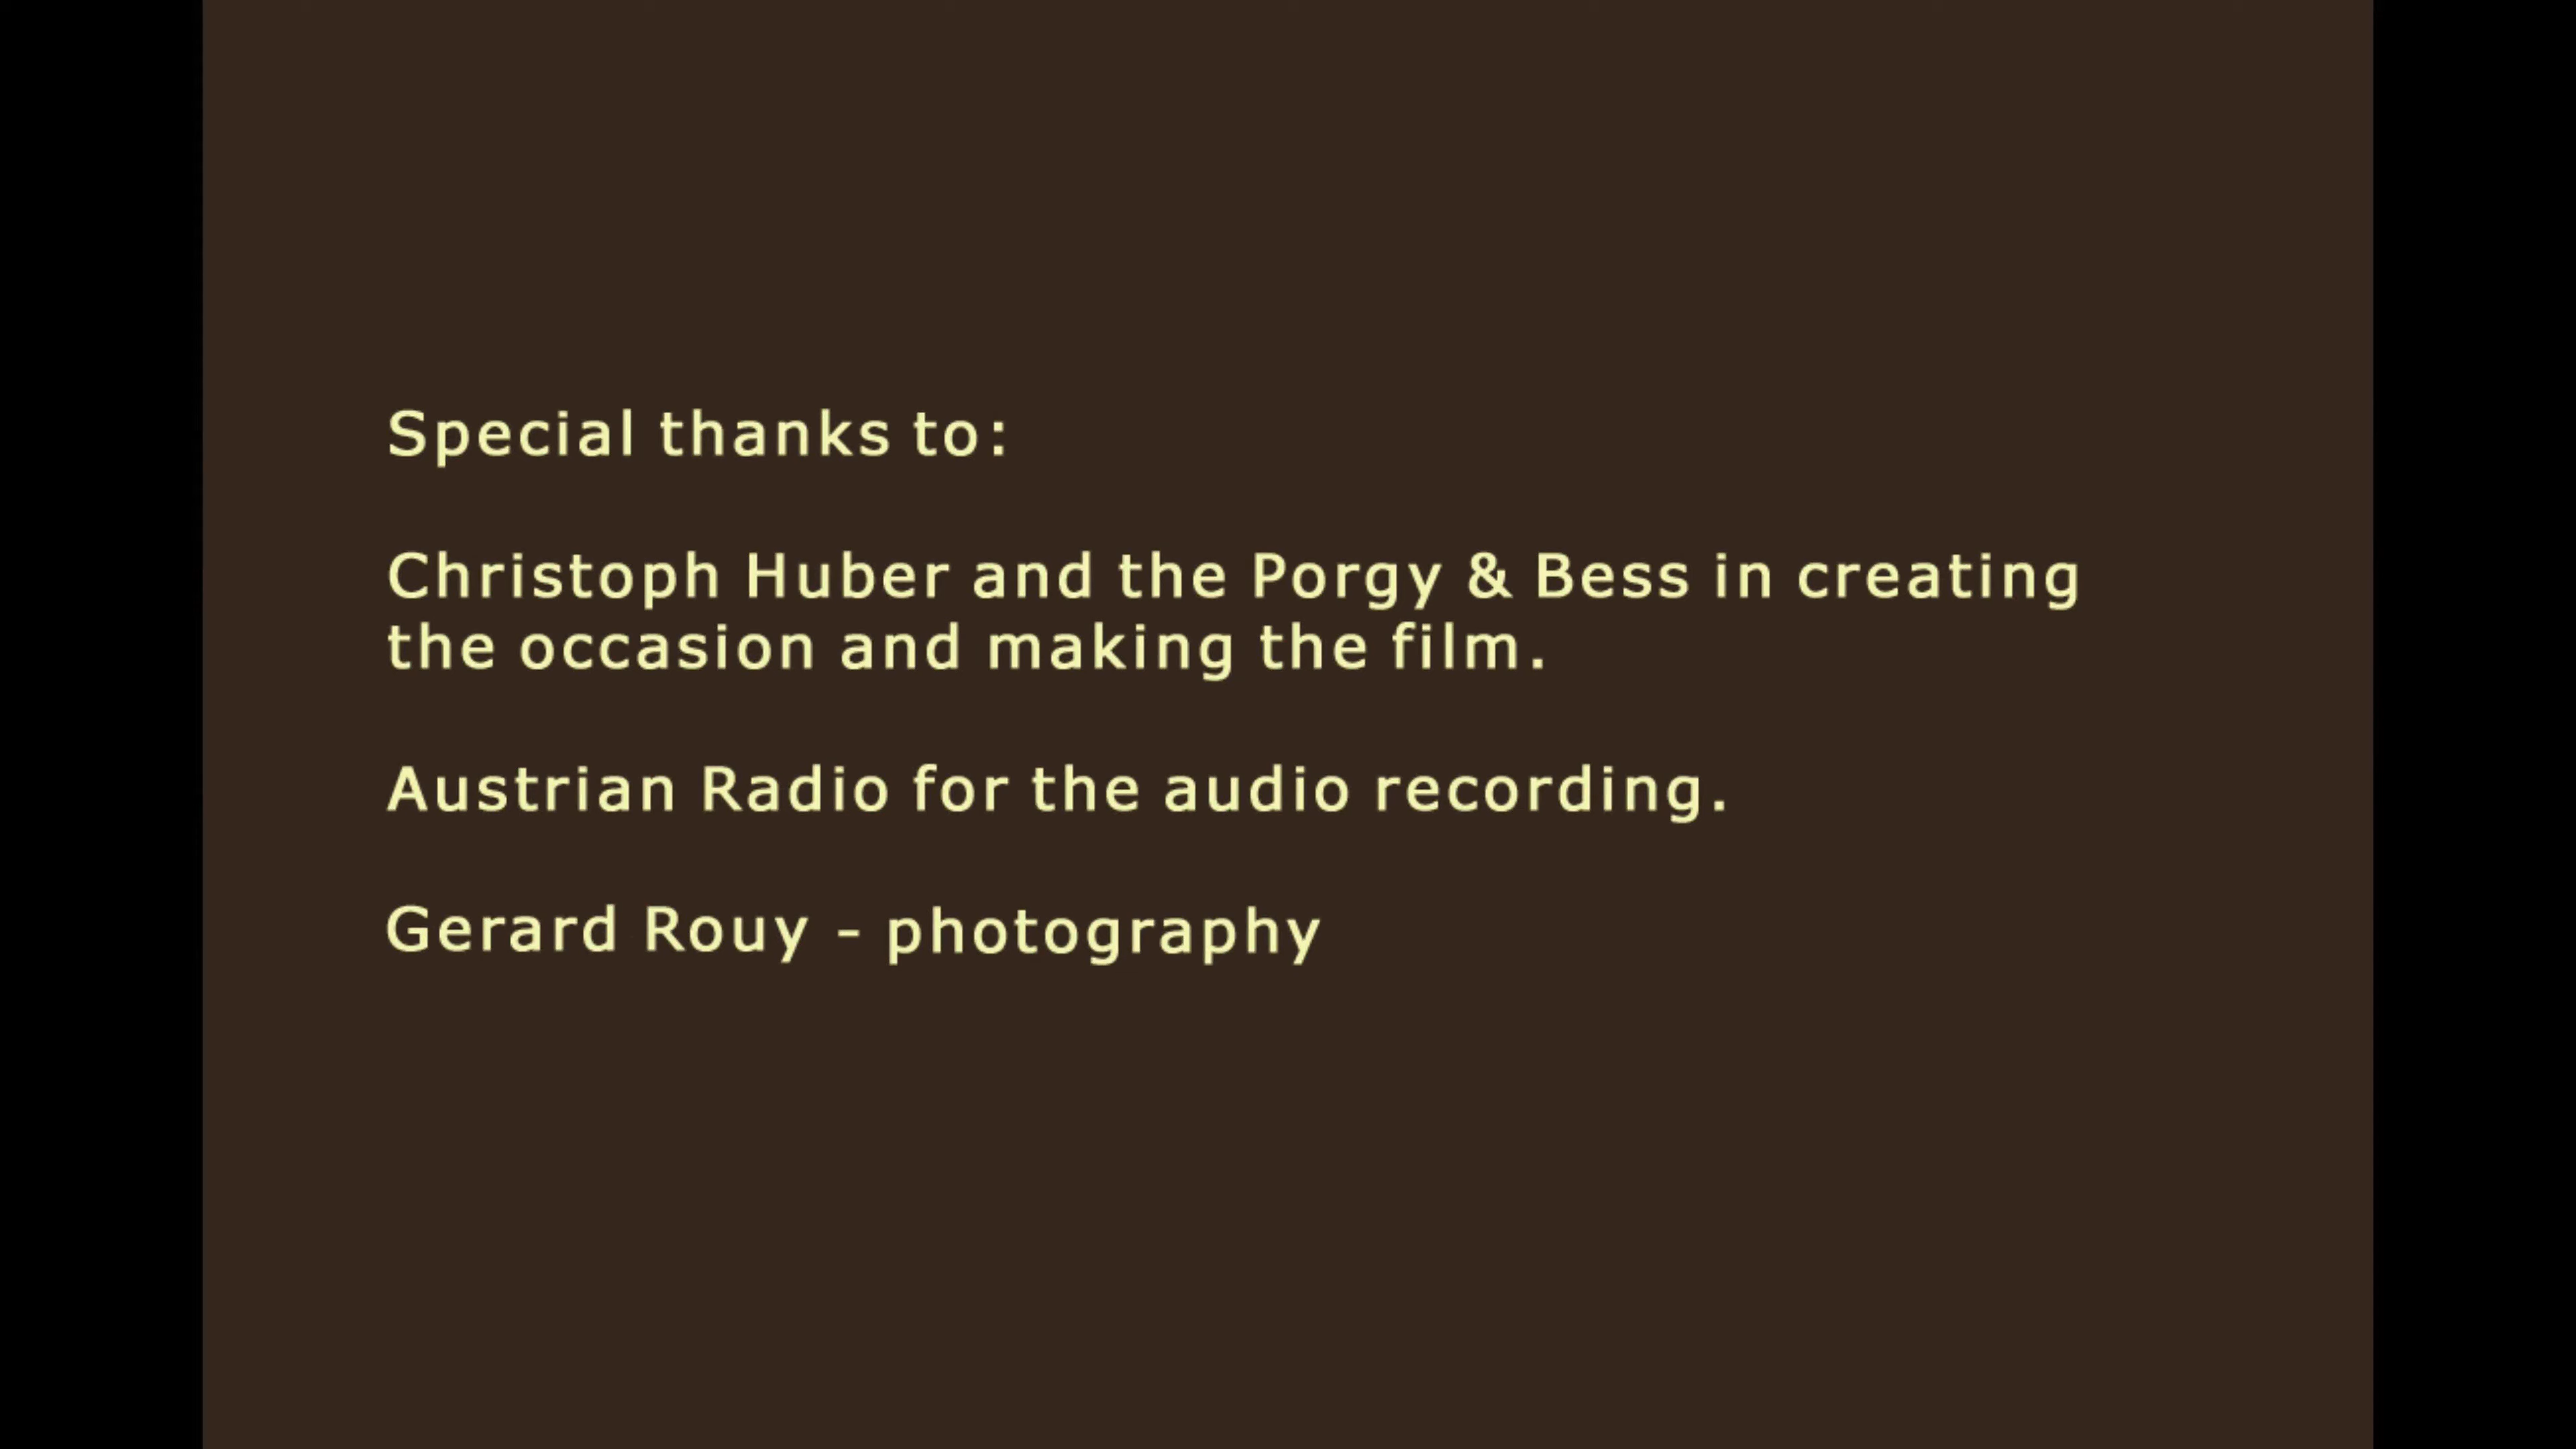 Special thanks to:
Christoph Huber and the Porgy & Bess in creating
the occasion and making the film.
Austrian Radio for the audio recording.
Gerard Rouy - photography